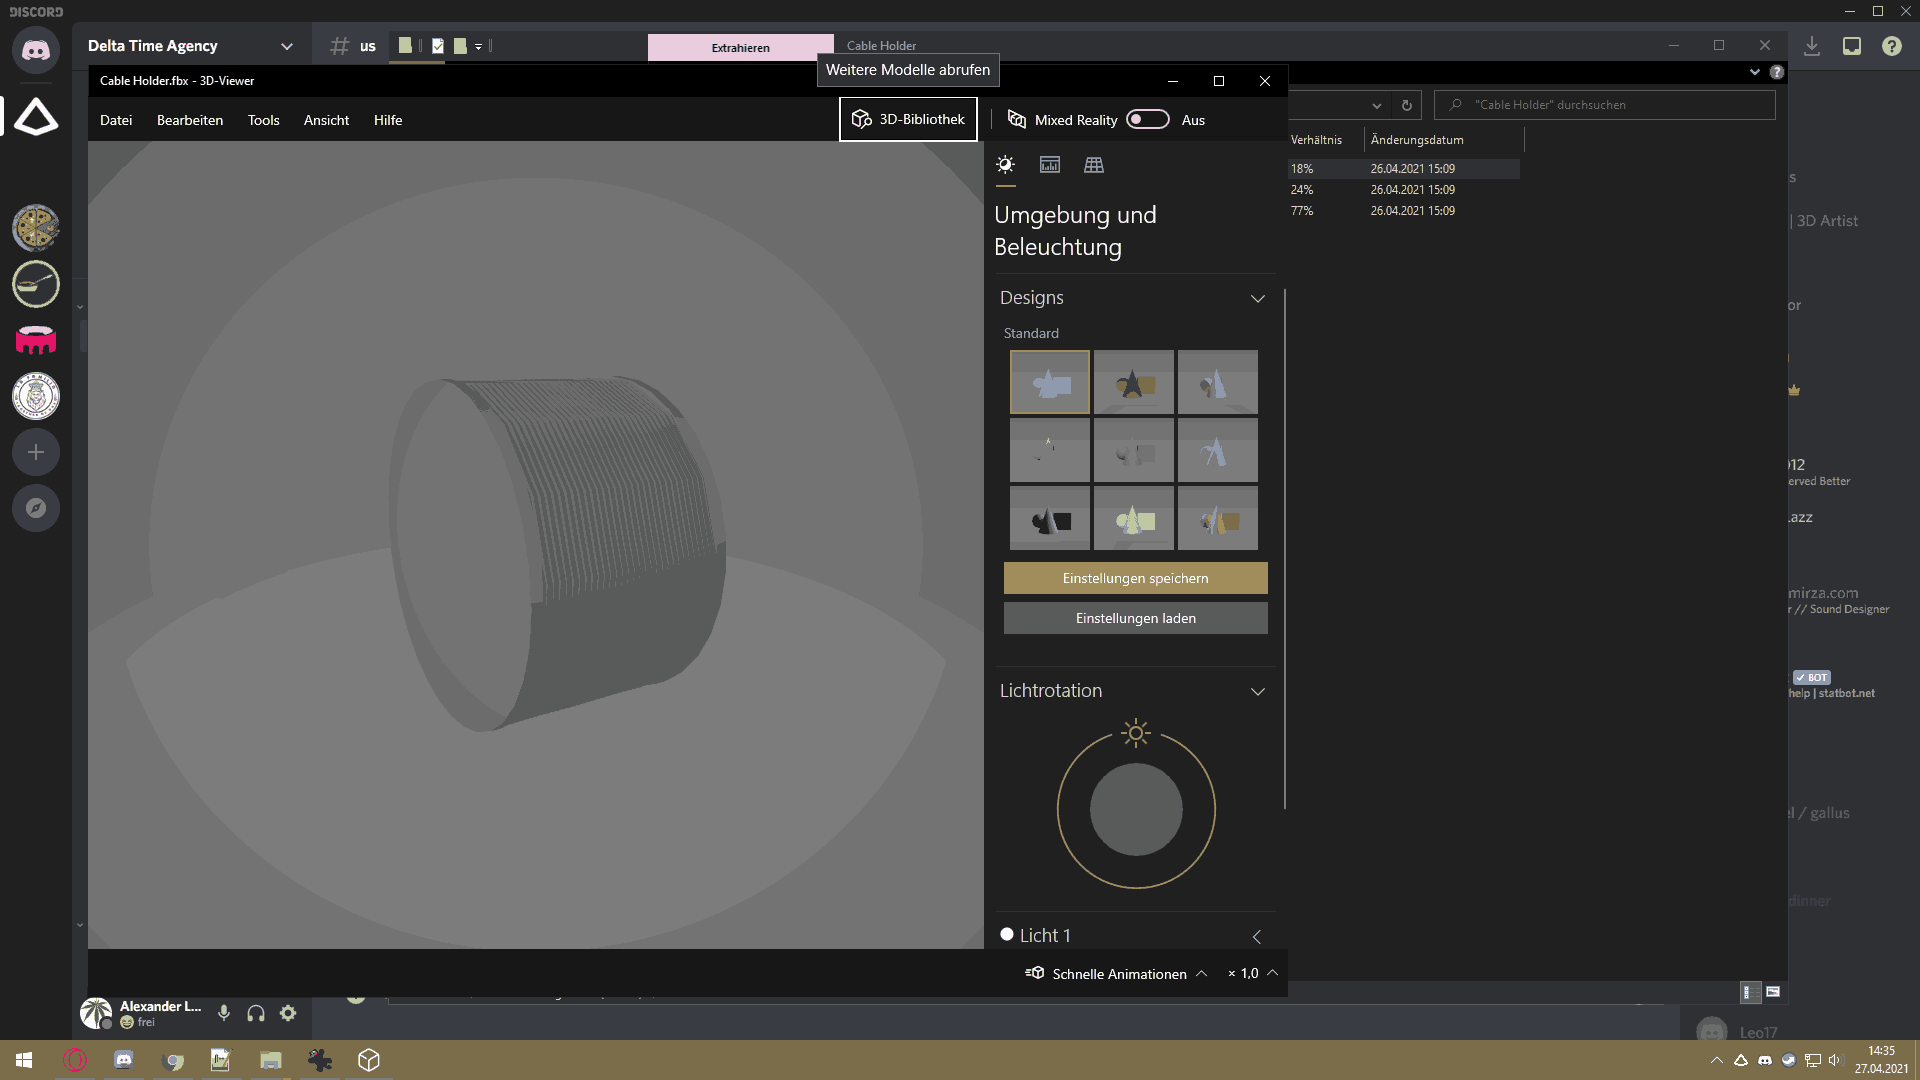 DISCORD
Delta Time Agency
us
Extrahieren
Cable Holder
Weitere Modelle abrufen
Cable Holder.fbx - 3D-Viewer
Datei
Bearbeiten
Tools
Ansicht
Hilfe
3D-Bibliothek
Mixed Reality
Aus
"Cable Holder" durchsuchen
Verhältnis
Änderungsdatum
18%
26.04.2021 15:09
24%
26.04.2021 15:09
77%
26.04.2021 15:09
| 3D Artist
Umgebung und
Beleuchtung
Designs
Standard
Einstellungen speichern
Einstellungen laden
012
erved Better
.azz
mirza.com
r // Sound Designer
BOT
help | statbot.net
Lichtrotation
el / gallus
dinner
Licht 1
Schnelle Animationen
× 1,0
Alexander L...
frei
Leo17
14:35
27.04.2021